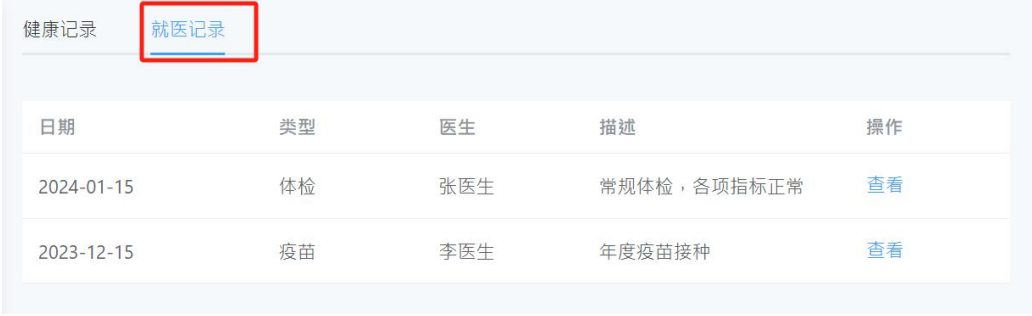 健康记录 就医记录
日期 类型 医生 描述 操作
2024-01-15 体检 张医生 常规体检，各项指标正常 查看
2023-12-15 疫苗 李医生 年度疫苗接种 查看